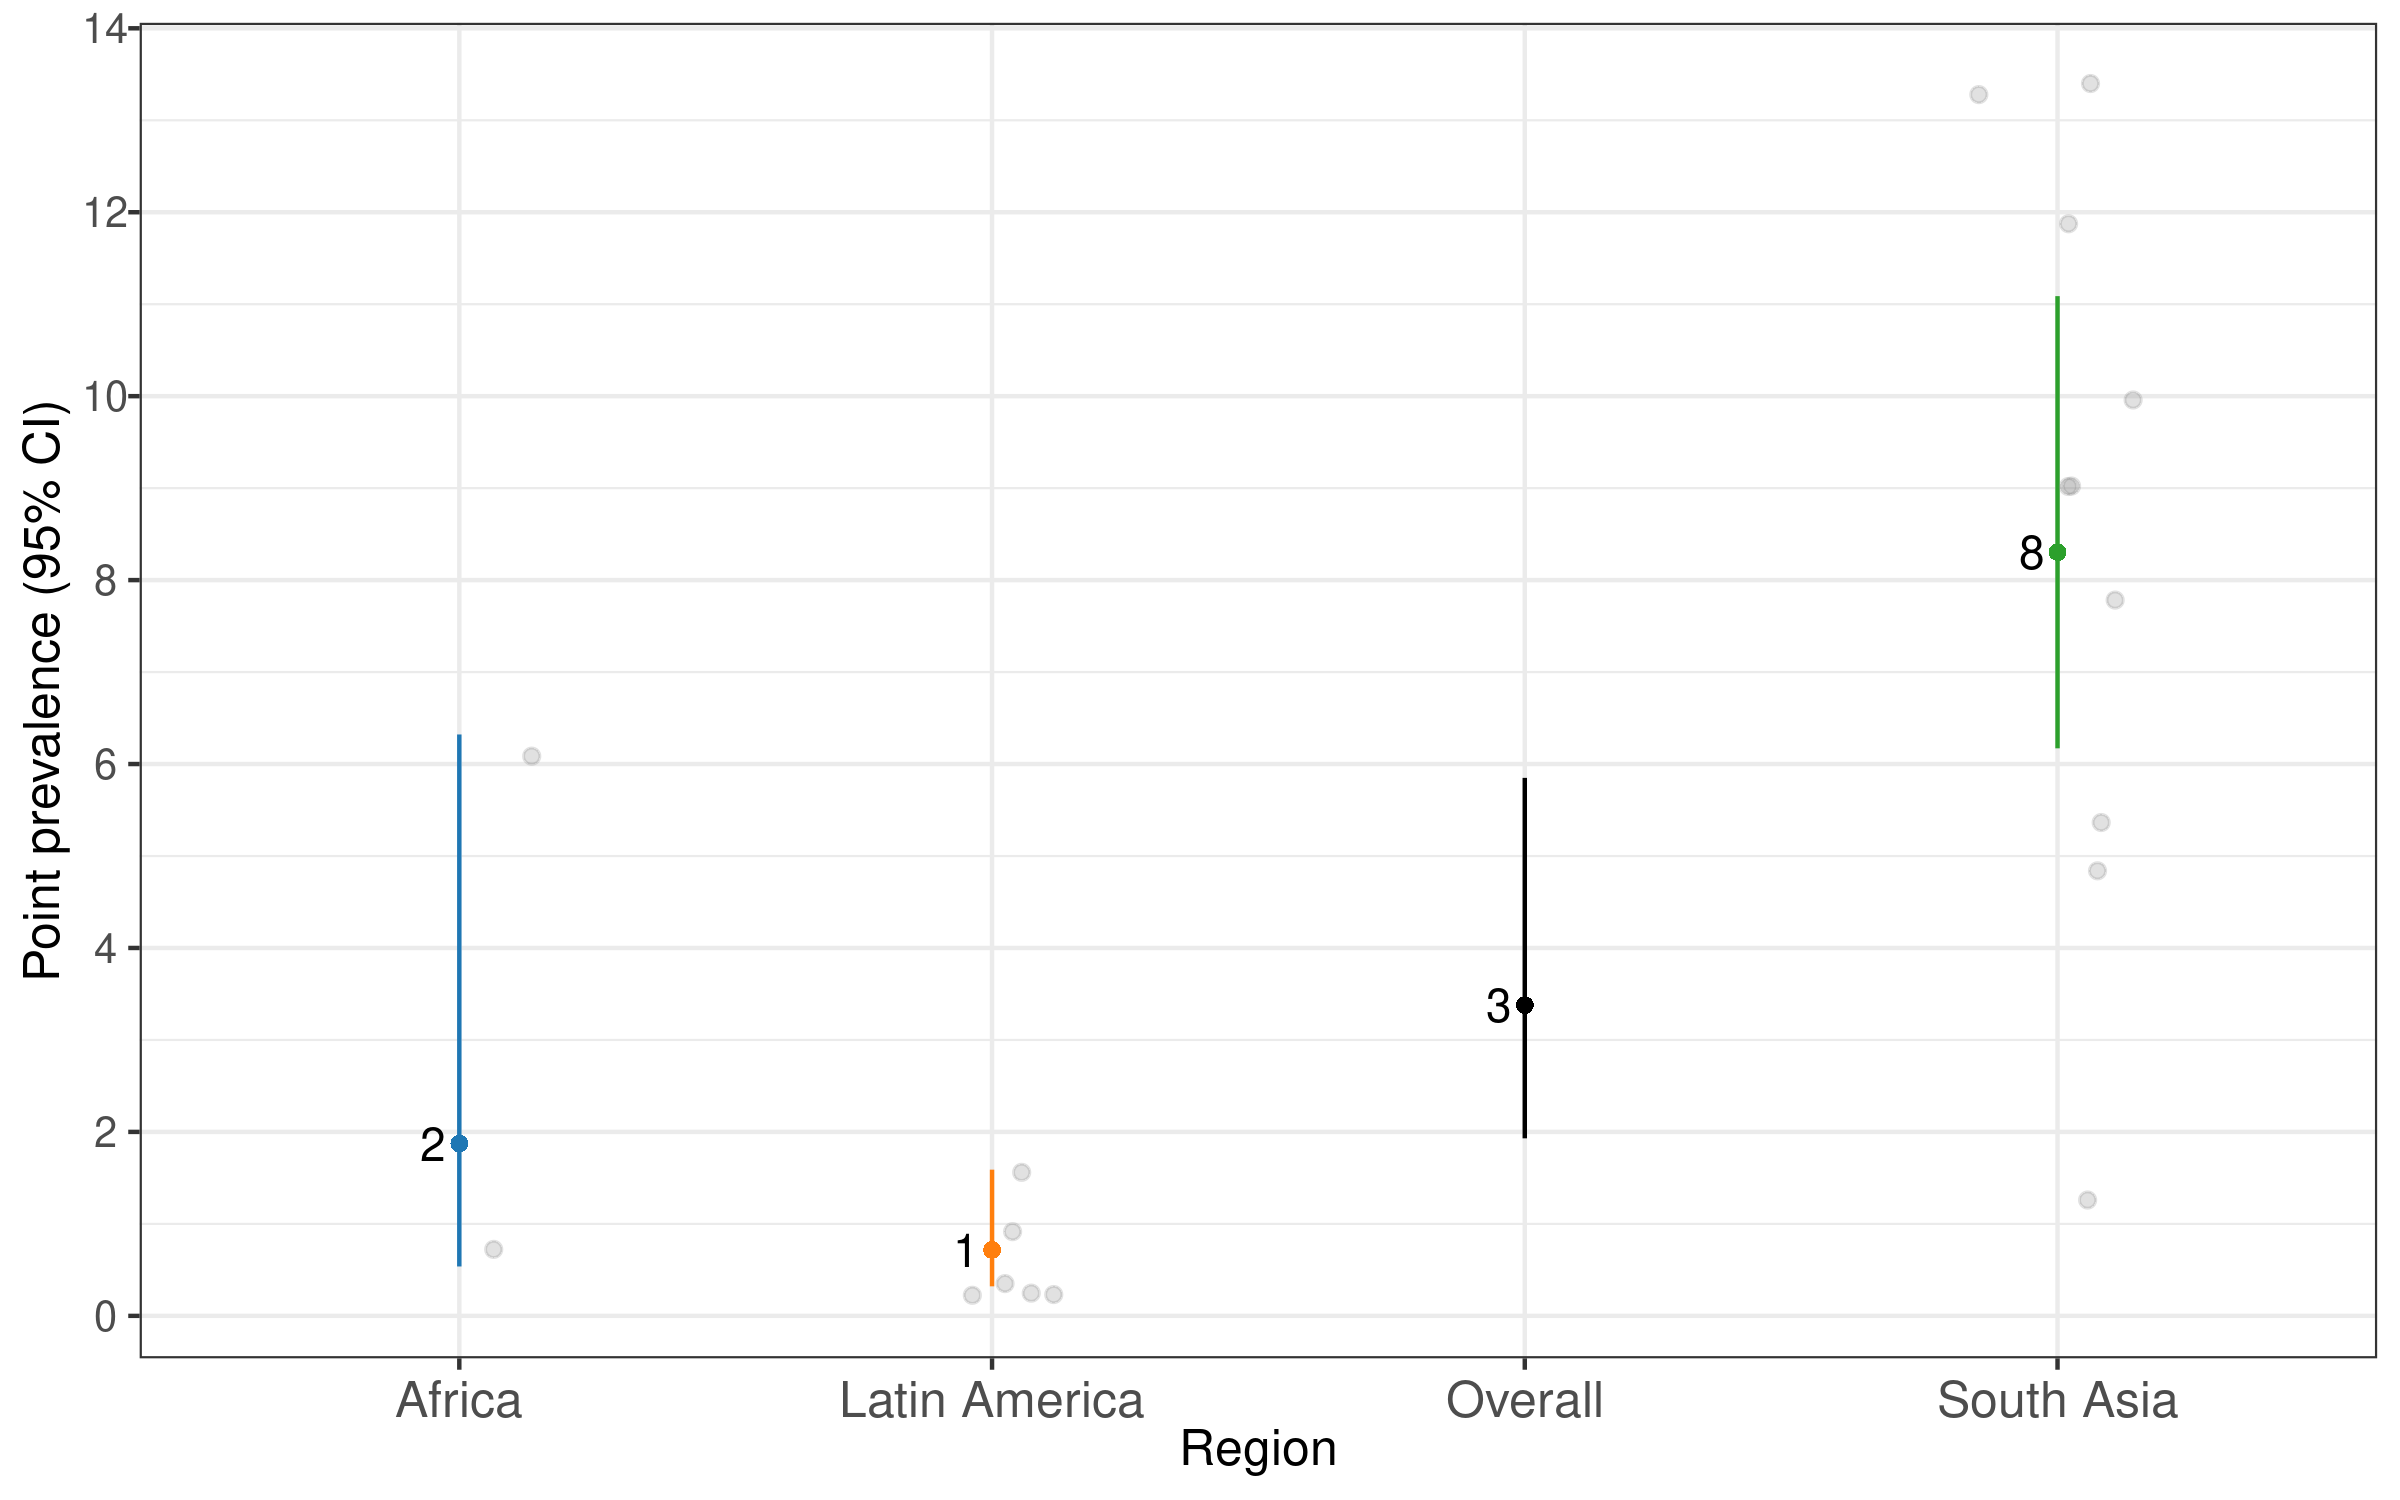 Point prevalence (95% CI)
14
12
10
8
6
4
2
0
8
3
2
1
Africa
Latin America
Overall
South Asia
Region